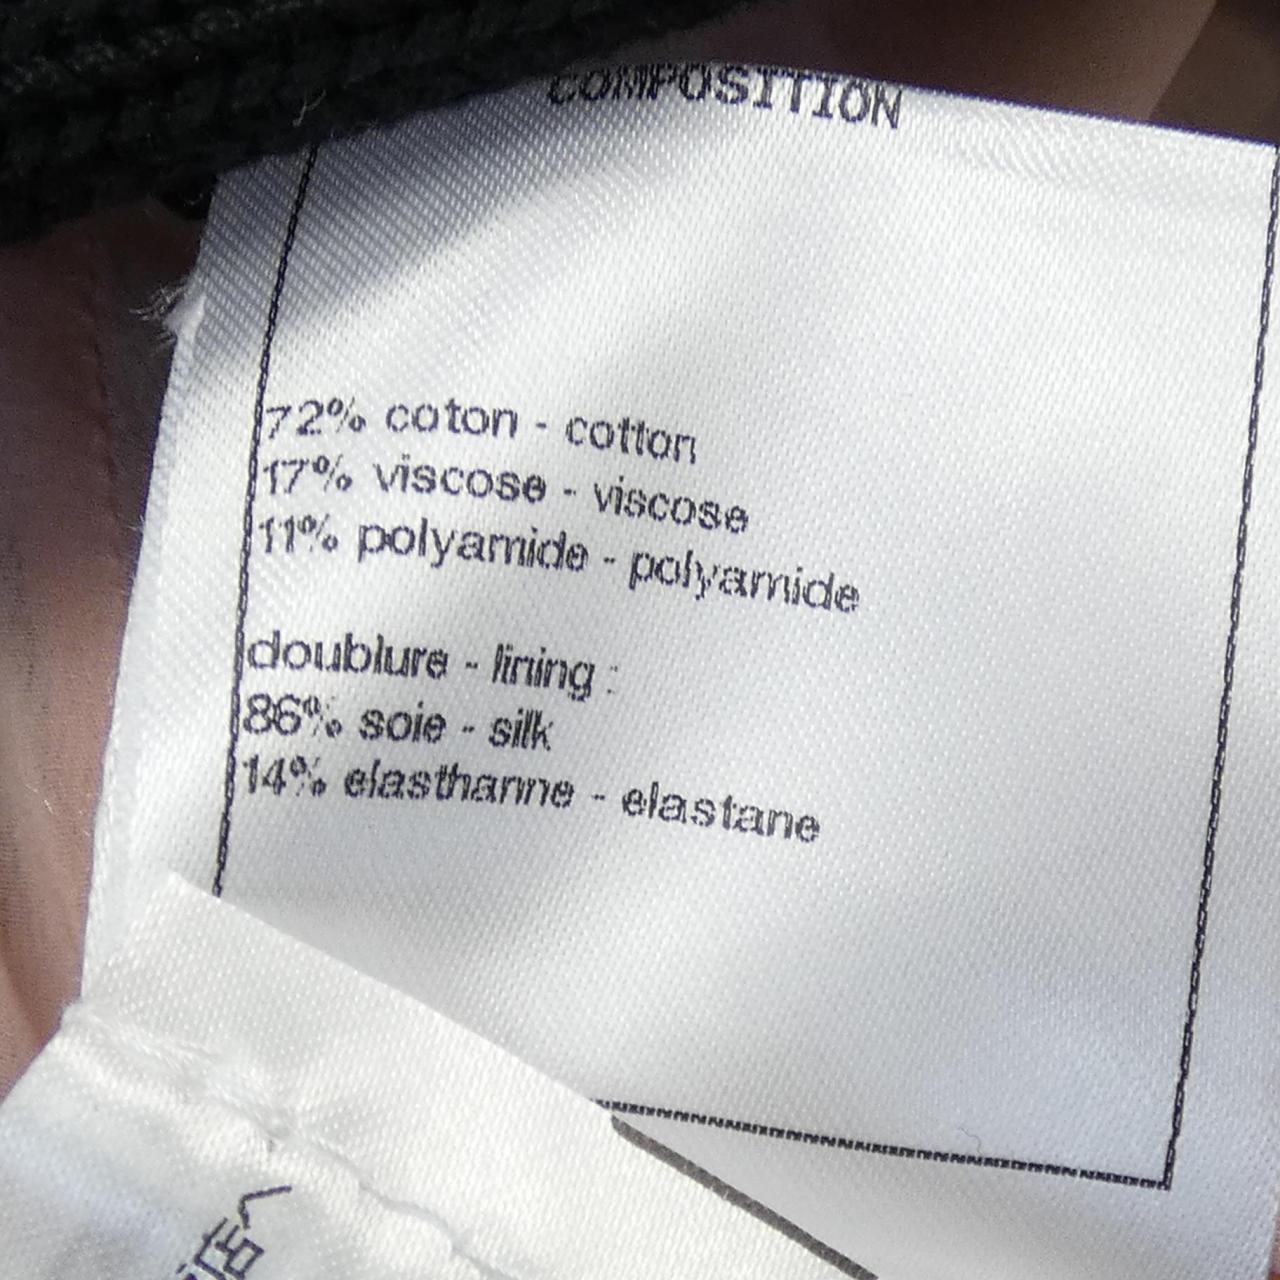 COMPOSITION
72% coton - cotton
17% viscose - viscose
11% polyamide - polyamide
doublure - lining :
86% soie - silk
14% elasthanne - elastane